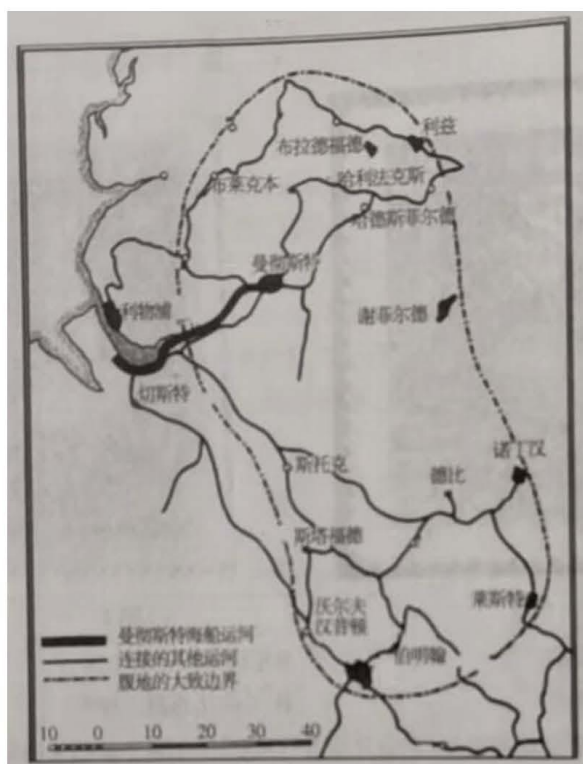 利兹
布拉德福德
布莱克本
哈利法克斯
哈德斯菲尔德
曼彻斯特
利物浦
谢菲尔德
切斯特
诺丁汉
斯托克
德比
斯塔福德
莱斯特
沃尔夫
汉普顿
伯明翰
曼彻斯特海船运河
连接的其他运河
腹地的大致边界
10 0 10 20 30 40